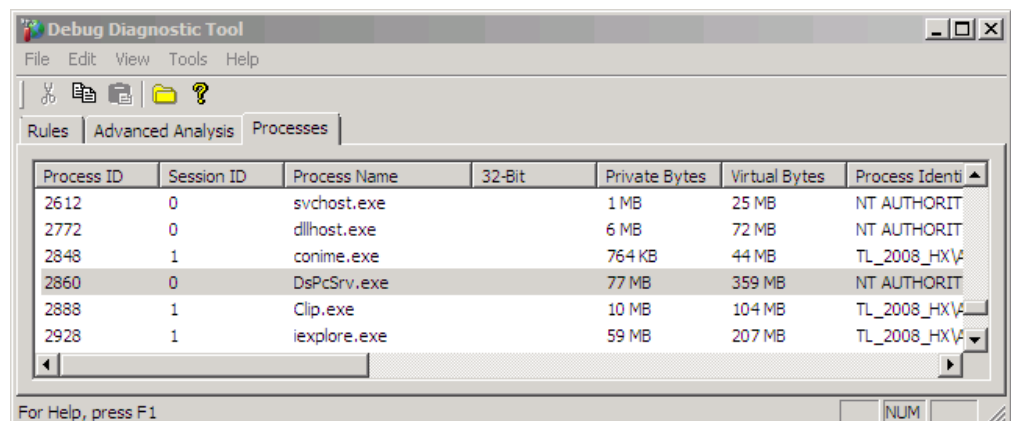 Debug Diagnostic Tool
File Edit View Tools Help
Rules Advanced Analysis Processes
Process ID Session ID Process Name 32-Bit Private Bytes Virtual Bytes Process Identi
2612 0 svchost.exe 1 MB 25 MB NT AUTHORIT
2772 0 dllhost.exe 6 MB 72 MB NT AUTHORIT
2848 1 conime.exe 764 KB 44 MB TL_2008_HX\A
2860 0 DsPcSrv.exe 77 MB 359 MB NT AUTHORIT
2888 1 Clip.exe 10 MB 104 MB TL_2008_HX\A
2928 1 iexplore.exe 59 MB 207 MB TL_2008_HX\A
For Help, press F1 NUM